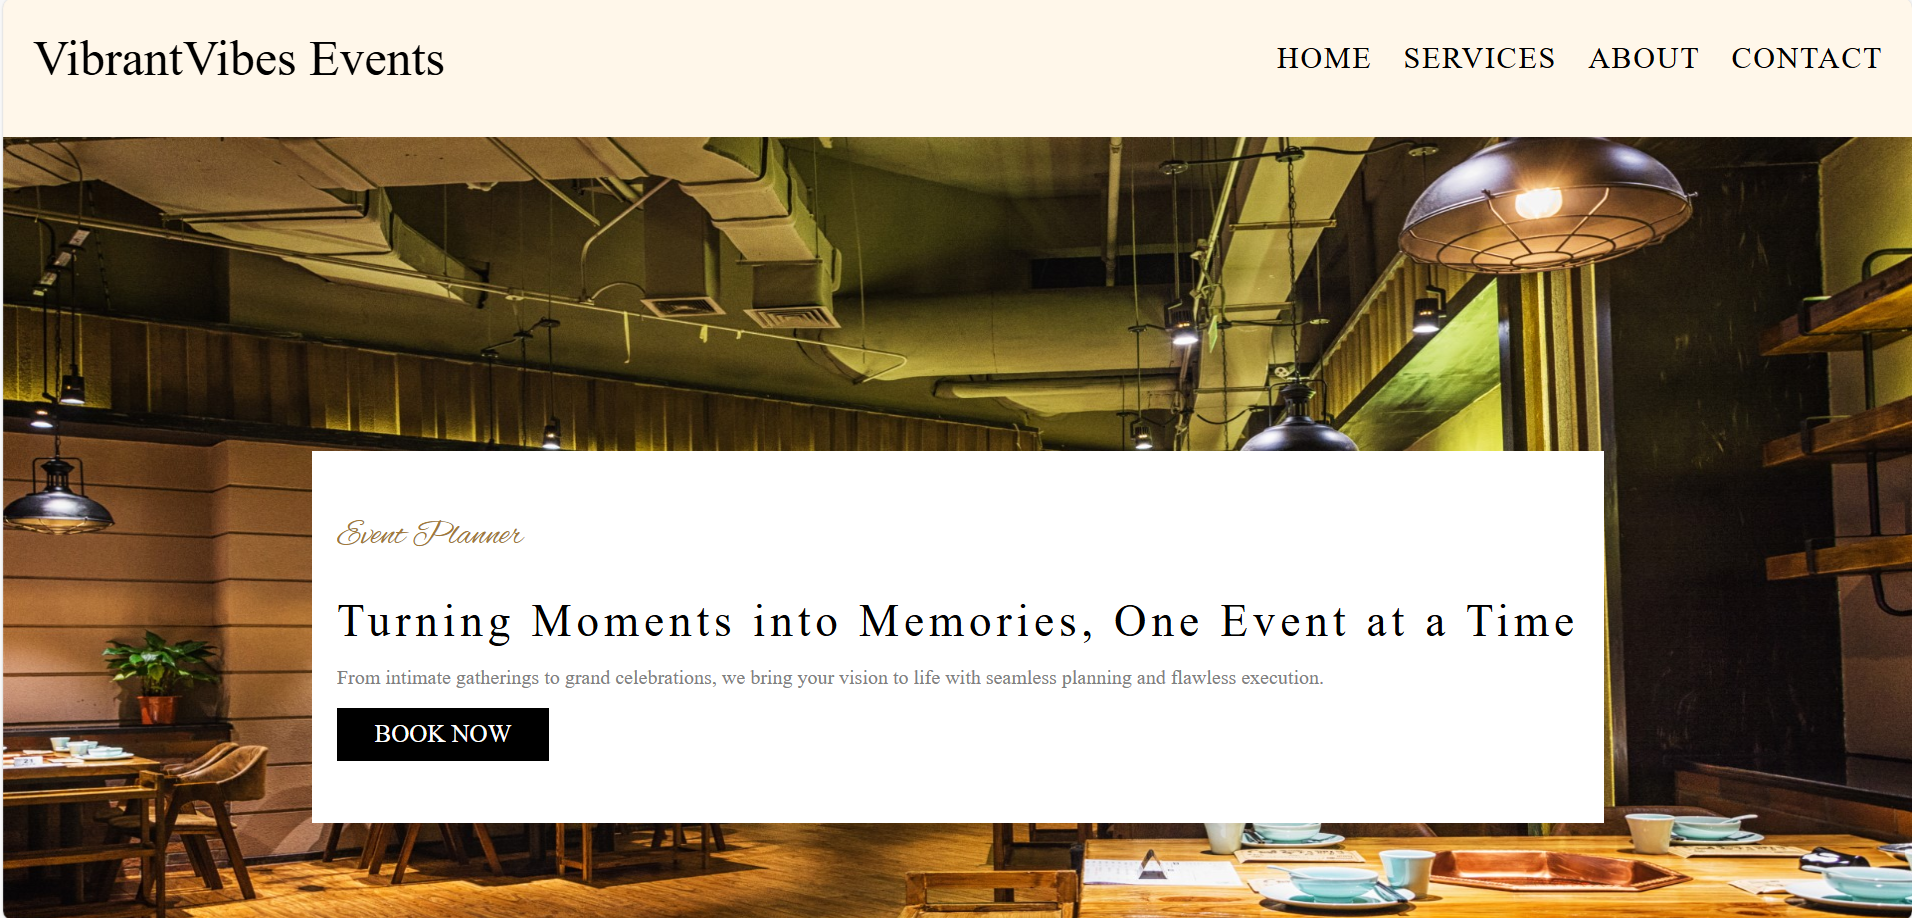 VibrantVibes Events
HOME SERVICES ABOUT CONTACT
Event Planner
Turning Moments into Memories, One Event at a Time
From intimate gatherings to grand celebrations, we bring your vision to life with seamless planning and flawless execution.
BOOK NOW